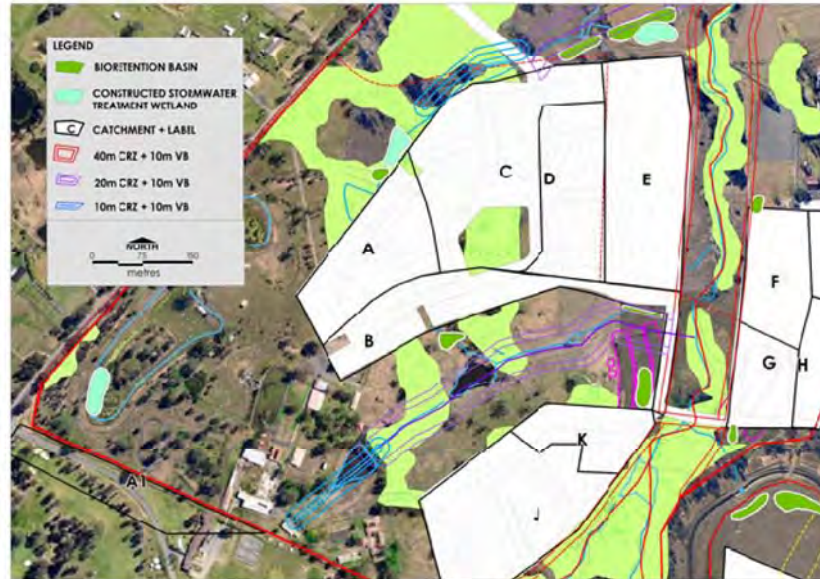 LEGEND
BIORETENTION BASIN
CONSTRUCTED STORMWATER
TREATMENT WETLAND
C CATCHMENT + LABEL
40m CRZ + 10m VB
20m CRZ + 10m VB
10m CRZ + 10m VB
NORTH
0 75 150
metres
C
D
E
A
F
B
G
H
K
A1
J